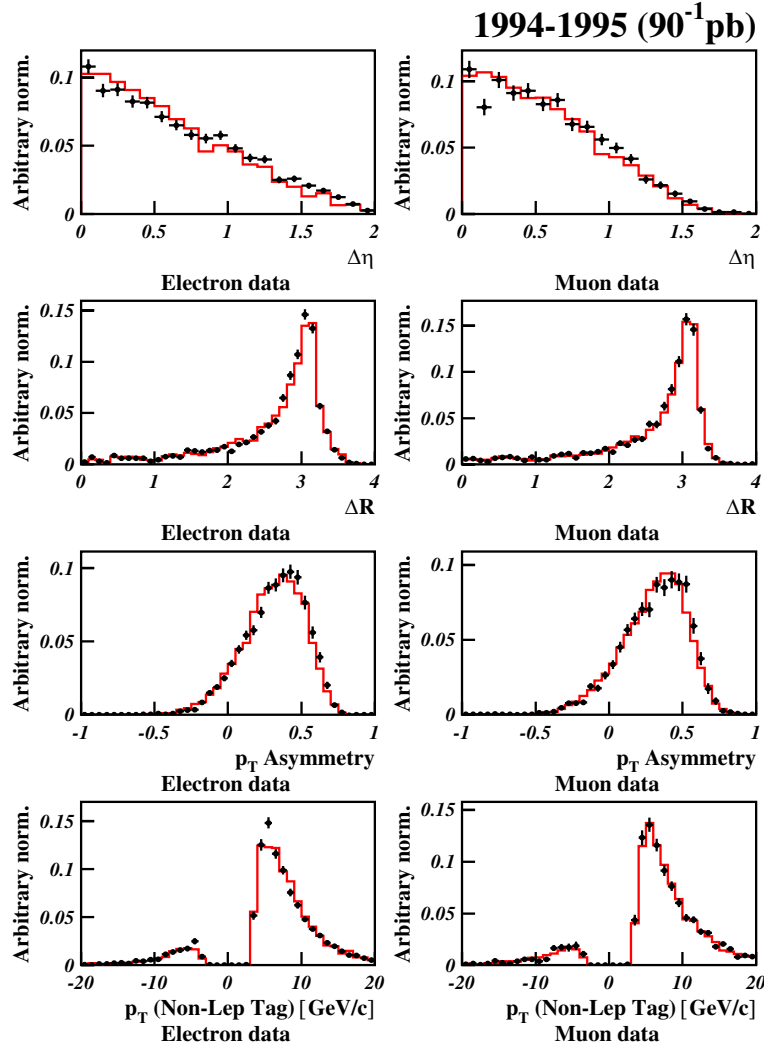 1994-1995 (90⁻¹pb)
Arbitrary norm.
0.1
0.05
0
0 0.5 1 1.5 2
Δη
Electron data
Arbitrary norm.
0.1
0.05
0
0 0.5 1 1.5 2
Δη
Muon data
Arbitrary norm.
0.15
0.1
0.05
0
0 1 2 3 4
ΔR
Electron data
Arbitrary norm.
0.15
0.1
0.05
0
0 1 2 3 4
ΔR
Muon data
Arbitrary norm.
0.1
0.05
0
-1 -0.5 0 0.5 1
p_T Asymmetry
Electron data
Arbitrary norm.
0.1
0.05
0
-1 -0.5 0 0.5 1
p_T Asymmetry
Muon data
Arbitrary norm.
0.15
0.1
0.05
0
-20 -10 0 10 20
p_T (Non-Lep Tag) [GeV/c]
Electron data
Arbitrary norm.
0.15
0.1
0.05
0
-20 -10 0 10 20
p_T (Non-Lep Tag) [GeV/c]
Muon data